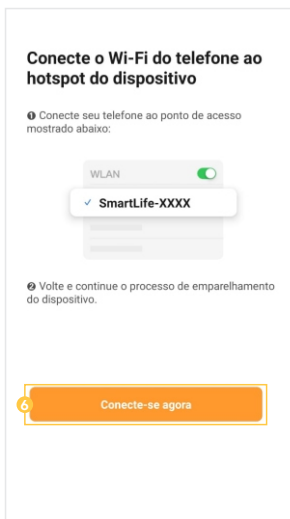 Conecte o Wi-Fi do telefone ao
hotspot do dispositivo
❶ Conecte seu telefone ao ponto de acesso
mostrado abaixo:
WLAN
✓ SmartLife-XXXX
❷ Volte e continue o processo de emparelhamento
do dispositivo.
6 Conecte-se agora